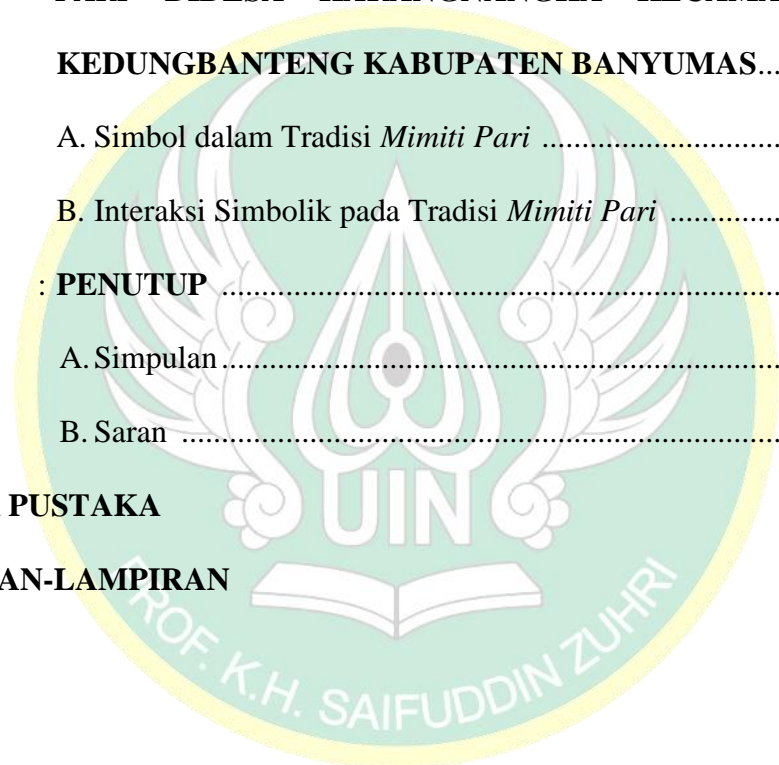 KEDUNGBANTENG KABUPATEN BANYUMAS...
A. Simbol dalam Tradisi Mimiti Pari ..............................
B. Interaksi Simbolik pada Tradisi Mimiti Pari ..............
: PENUTUP ......................................................................
A. Simpulan ......................................................................
B. Saran ...........................................................................
PUSTAKA
AN-LAMPIRAN
UIN
PROF. K.H. SAIFUDDIN ZUHRI